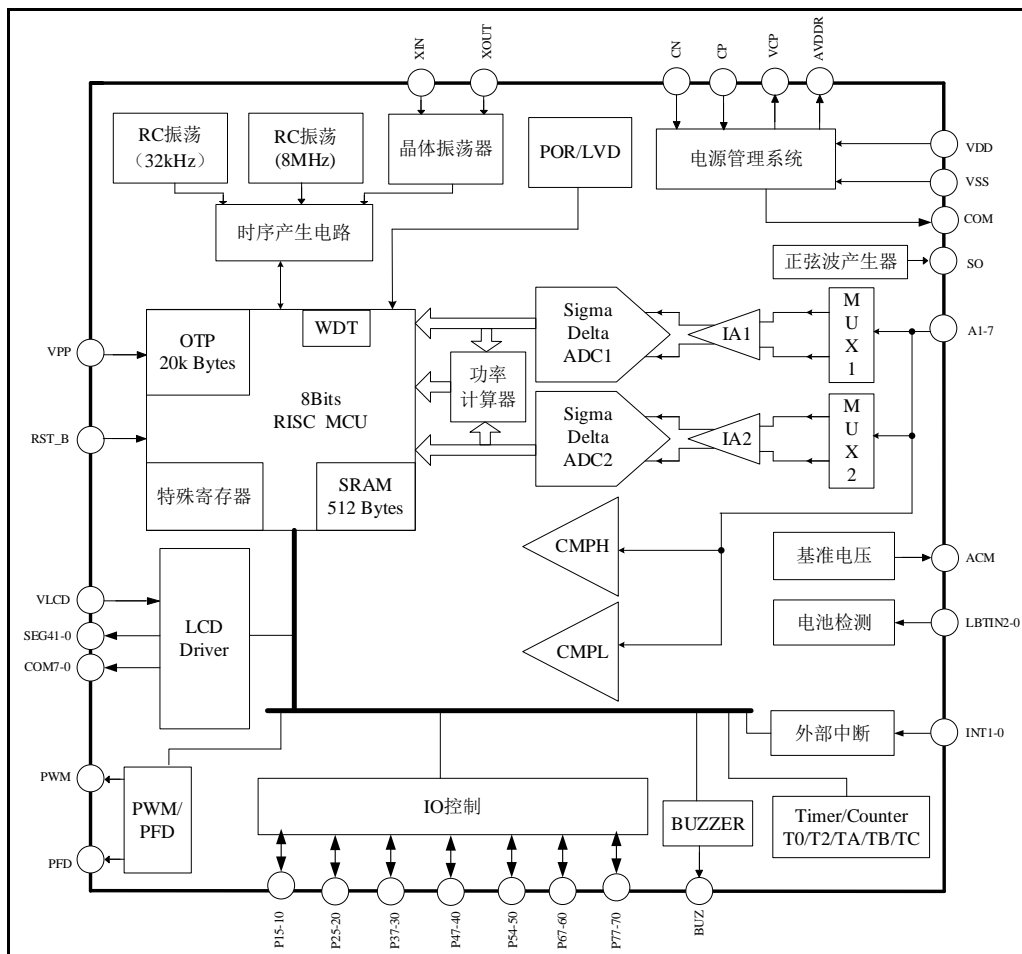 XIN
XOUT
CN
CP
VCP
AVDDR
RC振荡
（32kHz）
RC振荡
(8MHz)
晶体振荡器
POR/LVD
电源管理系统
VDD
VSS
COM
时序产生电路
正弦波产生器
SO
OTP
20k Bytes
WDT
8Bits
RISC MCU
特殊寄存器
SRAM
512 Bytes
VPP
RST_B
功率
计算器
Sigma
Delta
ADC1
IA1
M
U
X
1
A1-7
Sigma
Delta
ADC2
IA2
M
U
X
2
CMPH
CMPL
基准电压
ACM
电池检测
LBTIN2-0
VLCD
SEG41-0
COM7-0
LCD
Driver
外部中断
INT1-0
PWM
PFD
PWM/
PFD
IO控制
BUZZER
Timer/Counter
T0/T2/TA/TB/TC
P15-10
P25-20
P37-30
P47-40
P54-50
P67-60
P77-70
BUZ